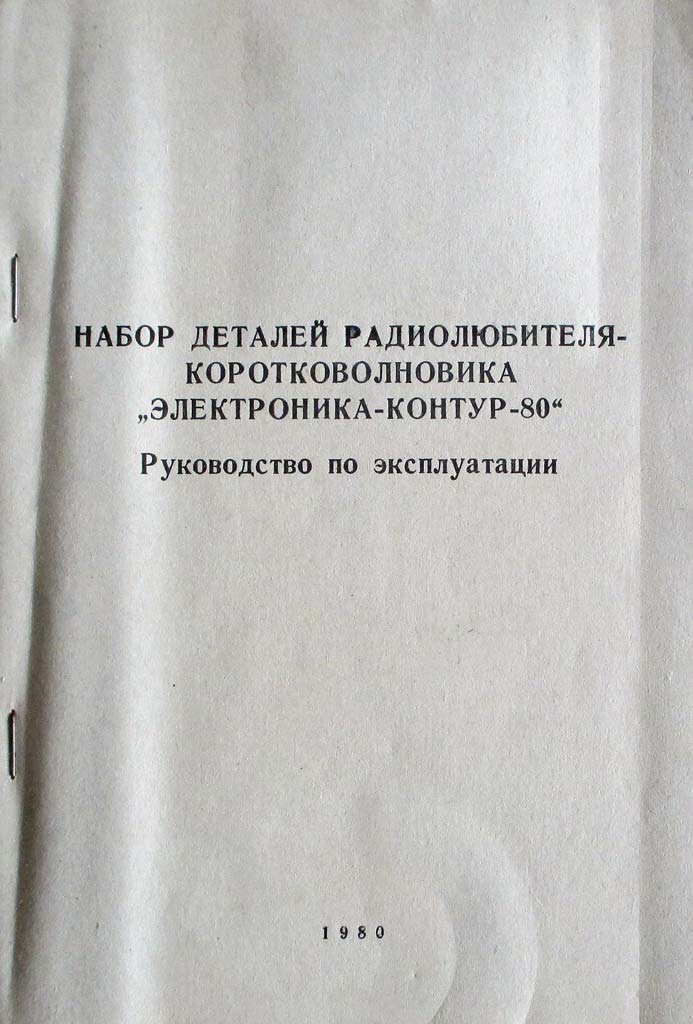 НАБОР ДЕТАЛЕЙ РАДИОЛЮБИТЕЛЯ-
КОРОТКОВОЛНОВИКА
„ЭЛЕКТРОНИКА-КОНТУР-80“
Руководство по эксплуатации
1980